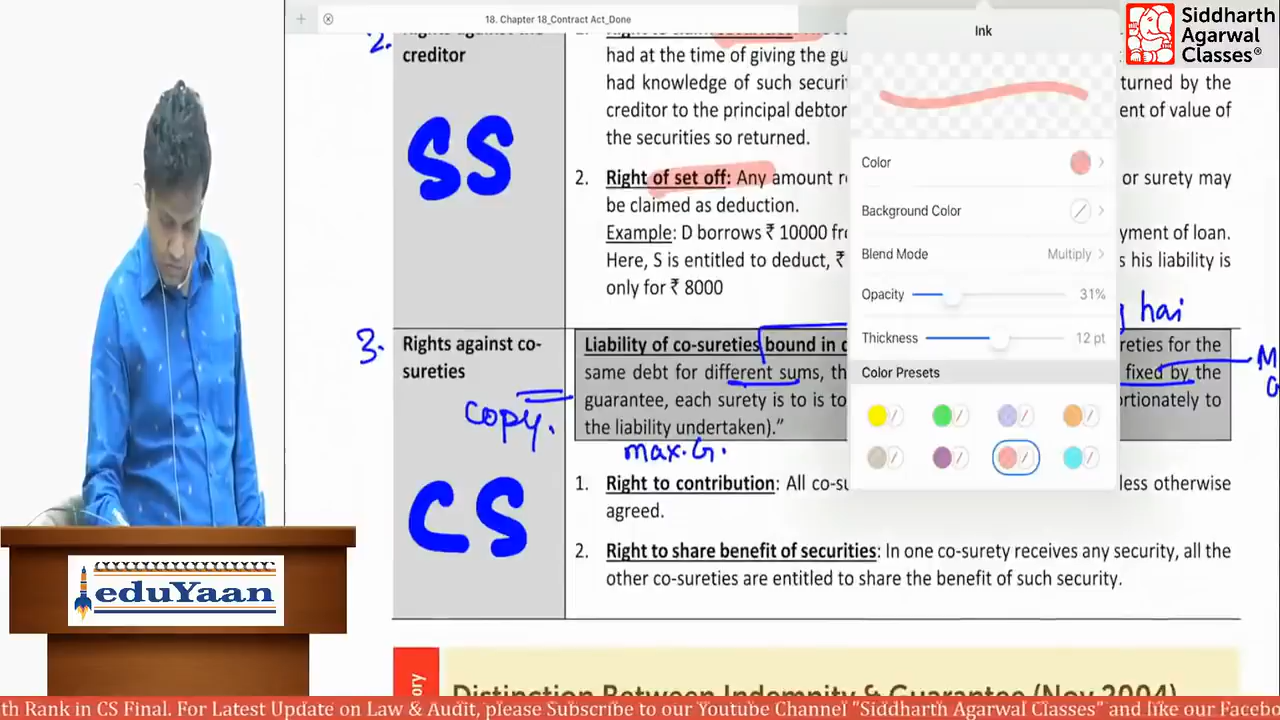 18. Chapter 18_Contract Act_Done
Ink
Siddharth
Agarwal
Classes®
2.
creditor
had at the time of giving the
had knowledge of such
turned by the
creditor to the principal debtor
ent of value of
the securities so returned.
SS
Color
2. Right of set off: Any amount
or surety may
be claimed as deduction.
Background Color
Example: D borrows ₹ 10000
yment of loan.
Here, S is entitled to deduct, ₹
s his liability is
only for ₹ 8000
Blend Mode Multiply
Opacity 31%
hai
Thickness 12 pt
Color Presets
3.
Rights against co-
sureties
Liability of co-sureties bound in
reties for the
same debt for different sums,
fixed by the
guarantee, each surety is to is to
ortionately to
the liability undertaken)."
copy.
max. G.
CS
1. Right to contribution: All
less otherwise
agreed.
2. Right to share benefit of securities: In one co-surety receives any security, all the
other co-sureties are entitled to share the benefit of such security.
eduYaan
Distinction Between Indemnity & Guarantee (Nov 2004)
th Rank in CS Final. For Latest Update on Law & Audit, please Subscribe to our Youtube Channel "Siddharth Agarwal Classes" and like our Facebo